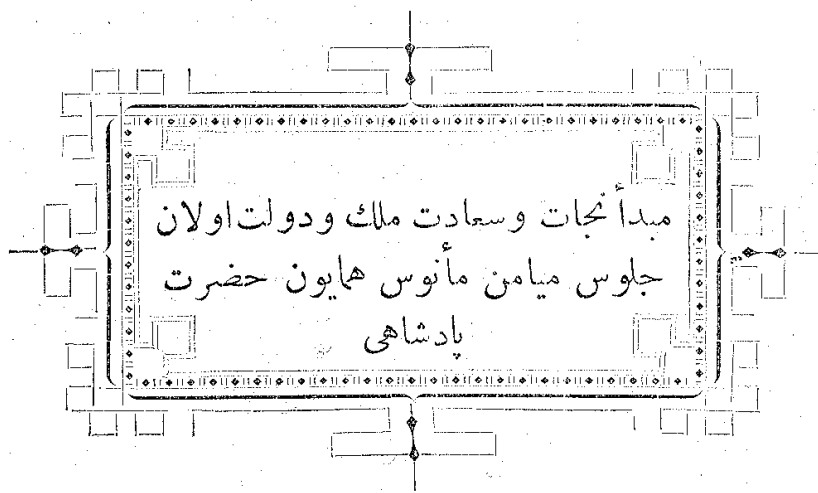 مبدأ نجات وسعادت ملك ودولت اولان
جلوس ميامن مأنوس همايون حضرت
پادشاهى